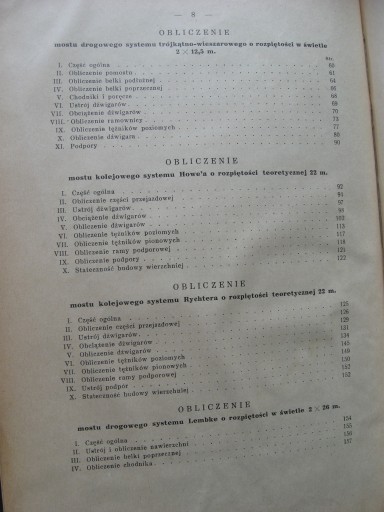 — 8 —
OBLICZENIE
mostu drogowego systemu trójkątno-wieszarowego o rozpiętości w świetle
2 × 12,5 m.
str.
I. Część ogólna 60
II. Obliczenie pomostu 61
III. Obliczenie belki podłużnej 64
IV. Obliczenie belki poprzecznej 66
V. Chodniki i poręcze 68
VI. Ustrój dźwigarów 69
VII. Obciążenie dźwigarów 70
VIII. Obliczenie ramownicy 73
IX. Obliczenie tężników poziomych 77
X. Obliczenie dźwigara 80
XI. Podpory 90
OBLICZENIE
mostu kolejowego systemu Howe'a o rozpiętości teoretycznej 22 m.
I. Część ogólna 92
II. Obliczenie części przejazdowej 94
III. Ustrój dźwigarów 97
IV. Obciążenie dźwigarów
V. Obliczenie dźwigarów 103
VI. Obliczenie tężników poziomych 115
VII. Obliczenie tężników pionowych 117
VIII. Obliczenie ramy podporowej 118
IX. Obliczenie podpory 121
X. Stateczność budowy wierzchniej 122
OBLICZENIE
mostu kolejowego systemu Rychtera o rozpiętości teoretycznej 22 m.
I. Część ogólna 125
II. Obliczenie części przejazdowej 126
III. Ustrój dźwigarów 129
IV. Obciążenie dźwigarów 131
V. Obliczenie dźwigarów 134
VI. Obliczenie tężników poziomych 145
VII. Obliczenie tężników pionowych 149
VIII. Obliczenie ramy podporowej 150
IX. Ustrój podpór 152
X. Stateczność budowy wierzchniej 152
OBLICZENIE
mostu drogowego systemu Lembke o rozpiętości w świetle 2 × 26 m.
I. Część ogólna 154
II. Ustrój i obliczenie nawierzchni 155
III. Obliczenie belki poprzecznej 157
IV. Obliczenie chodnika